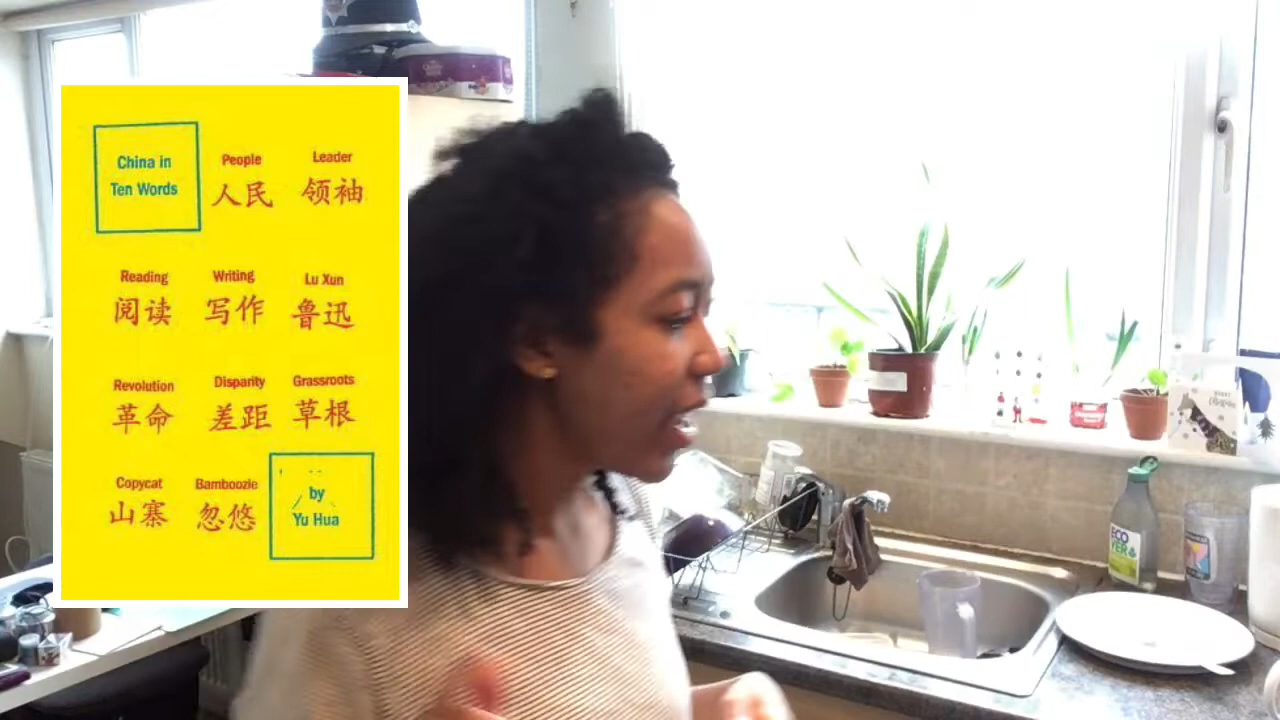 China in
Ten Words
People
人民
Leader
领袖
Reading
阅读
Writing
写作
Lu Xun
鲁迅
Revolution
革命
Disparity
差距
Grassroots
草根
Copycat
山寨
Bamboozle
忽悠
by
Yu Hua
ECO
VER